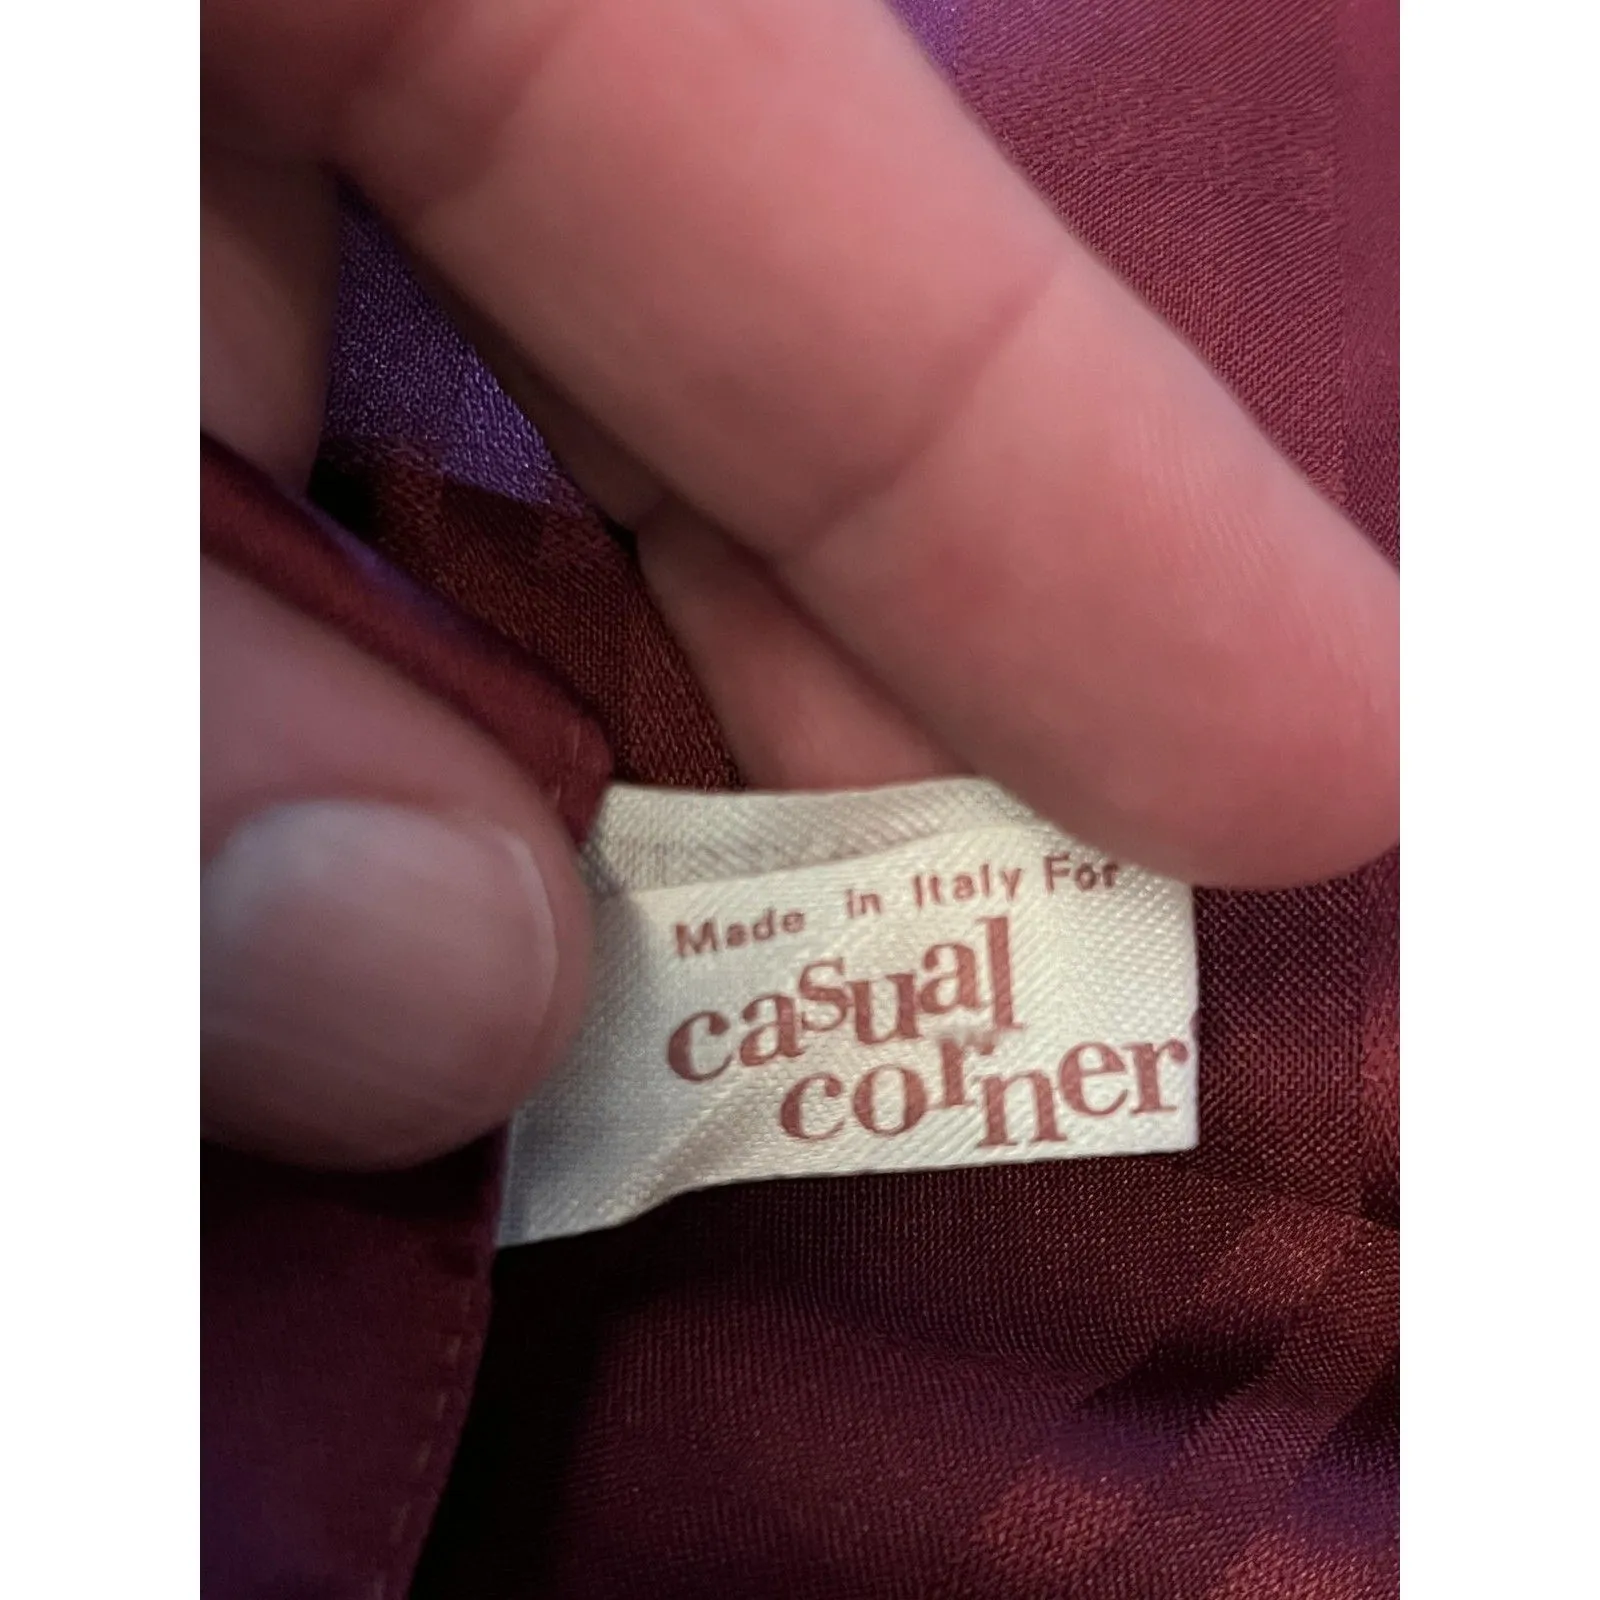 Made in Italy For
casual
corner